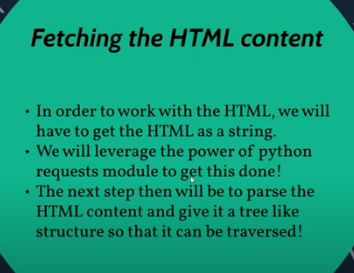 Fetching the HTML content
• In order to work with the HTML, we will
have to get the HTML as a string.
• We will leverage the power of python
requests module to get this done!
• The next step then will be to parse the
HTML content and give it a tree like
structure so that it can be traversed!